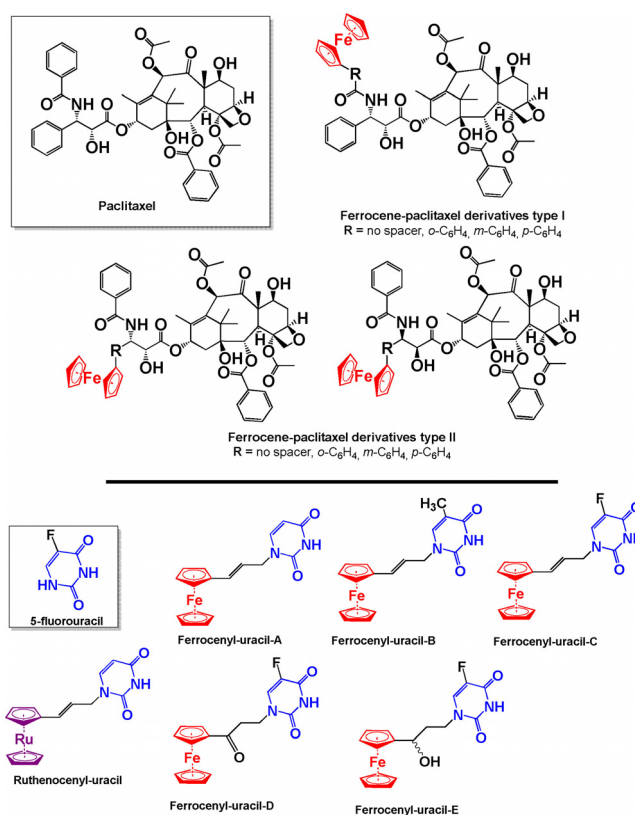 Paclitaxel
Ferrocene-paclitaxel derivatives type I
R = no spacer, o-C6H4, m-C6H4, p-C6H4
Ferrocene-paclitaxel derivatives type II
R = no spacer, o-C6H4, m-C6H4, p-C6H4
5-fluorouracil
Ferrocenyl-uracil-A
Ferrocenyl-uracil-B
Ferrocenyl-uracil-C
Ruthenocenyl-uracil
Ferrocenyl-uracil-D
Ferrocenyl-uracil-E